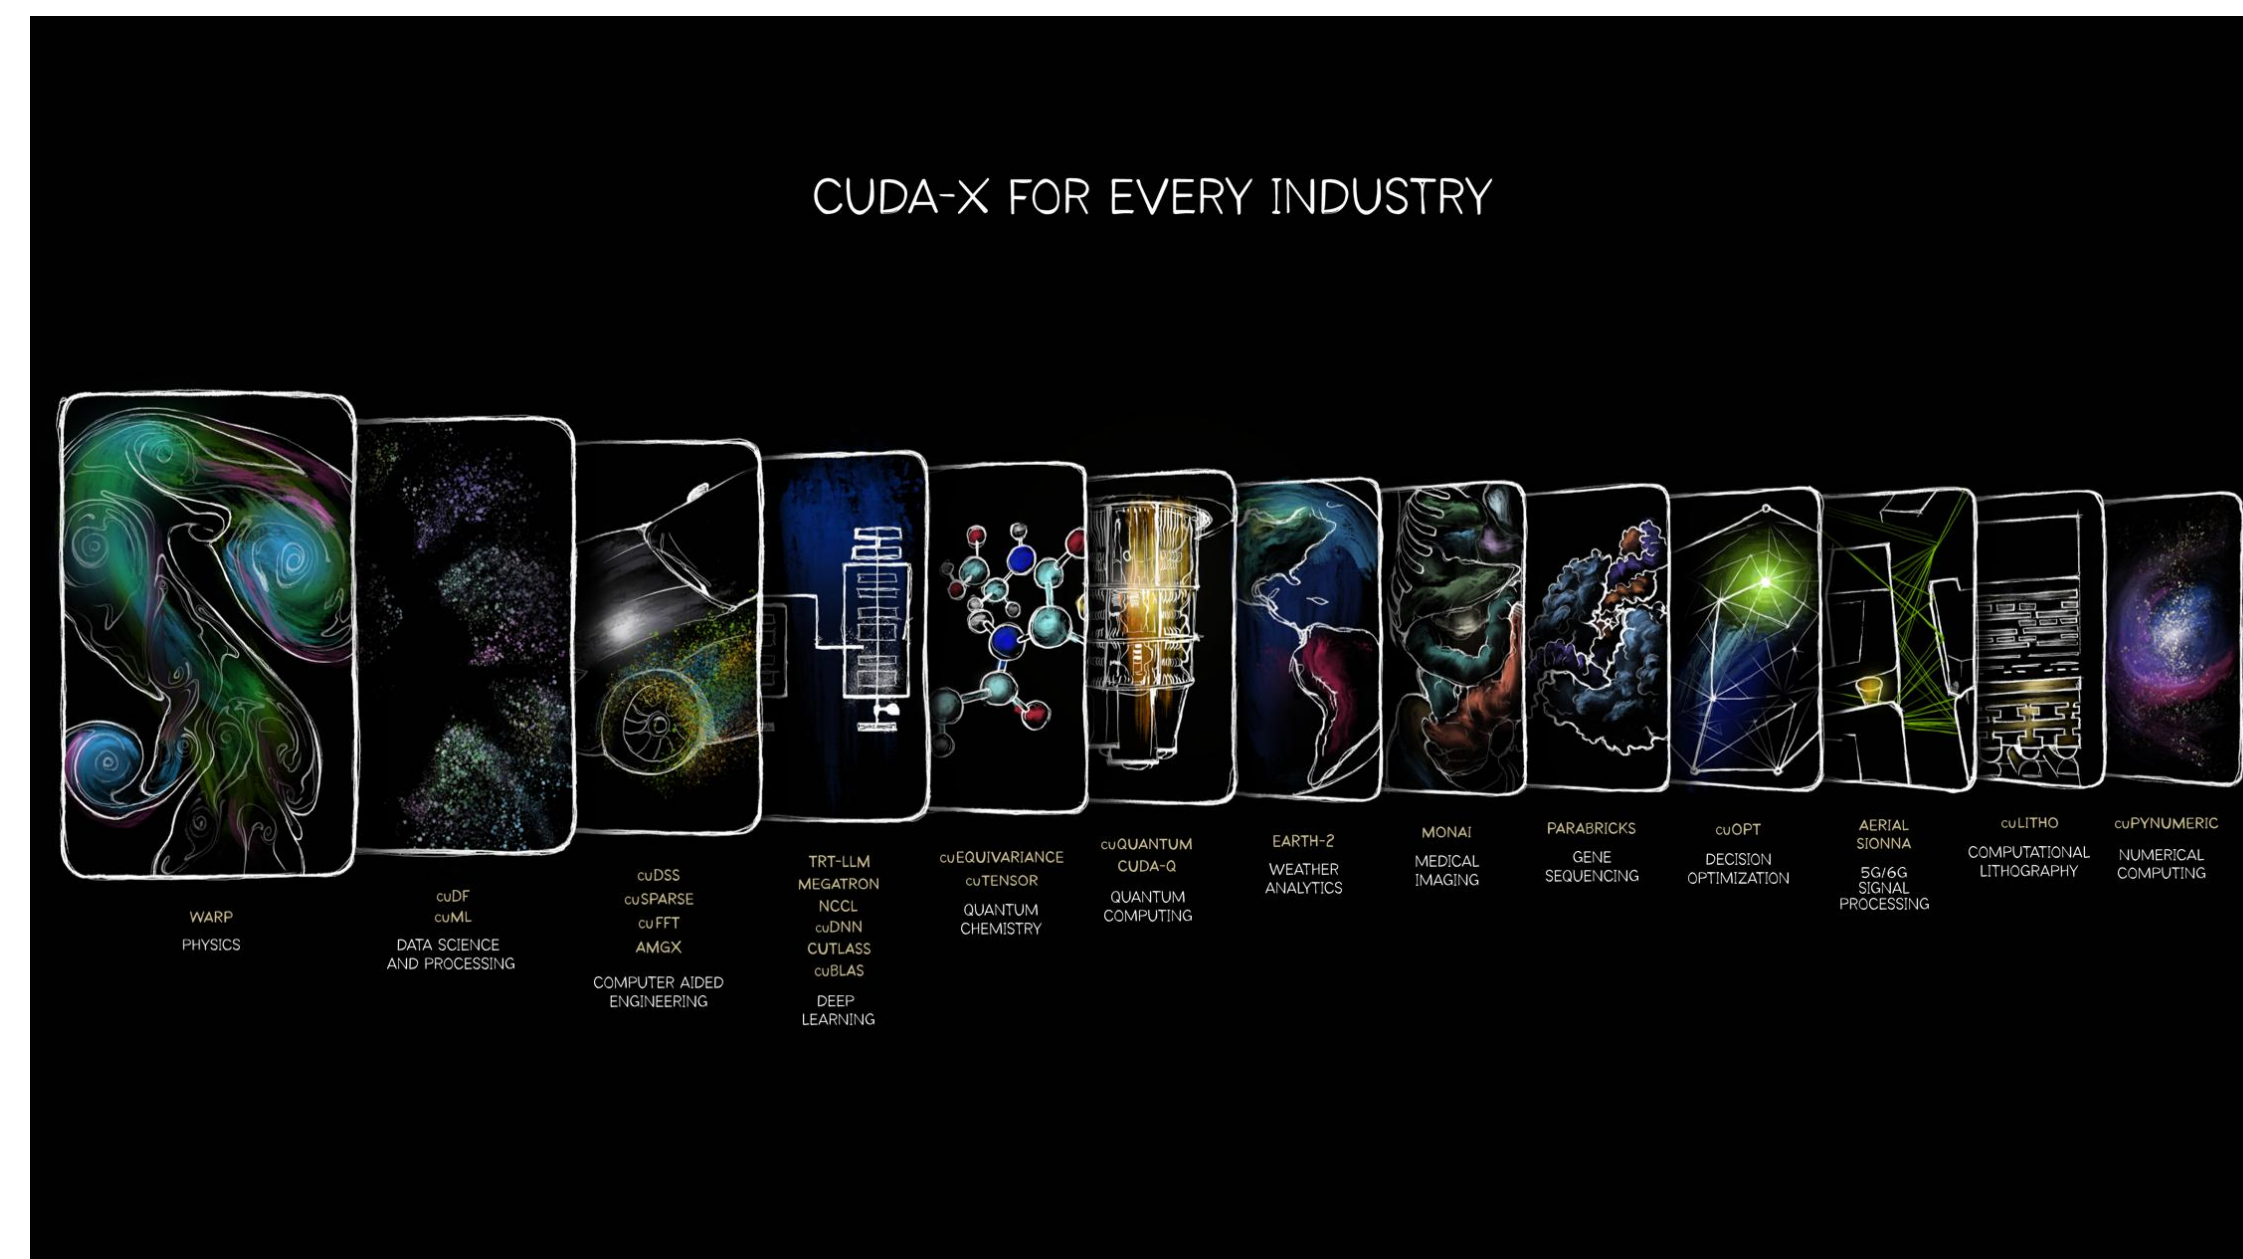 CUDA-X FOR EVERY INDUSTRY
WARP
PHYSICS
cuDF
cuML
DATA SCIENCE
AND PROCESSING
cuDSS
cuSPARSE
cuFFT
AMGX
COMPUTER AIDED
ENGINEERING
TRT-LLM
MEGATRON
NCCL
cuDNN
CUTLASS
cuBLAS
DEEP
LEARNING
cuEQUIVARIANCE
cuTENSOR
QUANTUM
CHEMISTRY
cuQUANTUM
CUDA-Q
QUANTUM
COMPUTING
EARTH-2
WEATHER
ANALYTICS
MONAI
MEDICAL
IMAGING
PARABRICKS
GENE
SEQUENCING
cuOPT
DECISION
OPTIMIZATION
AERIAL
SIONNA
5G/6G
SIGNAL
PROCESSING
cuLITHO
COMPUTATIONAL
LITHOGRAPHY
cuPYNUMERIC
NUMERICAL
COMPUTING